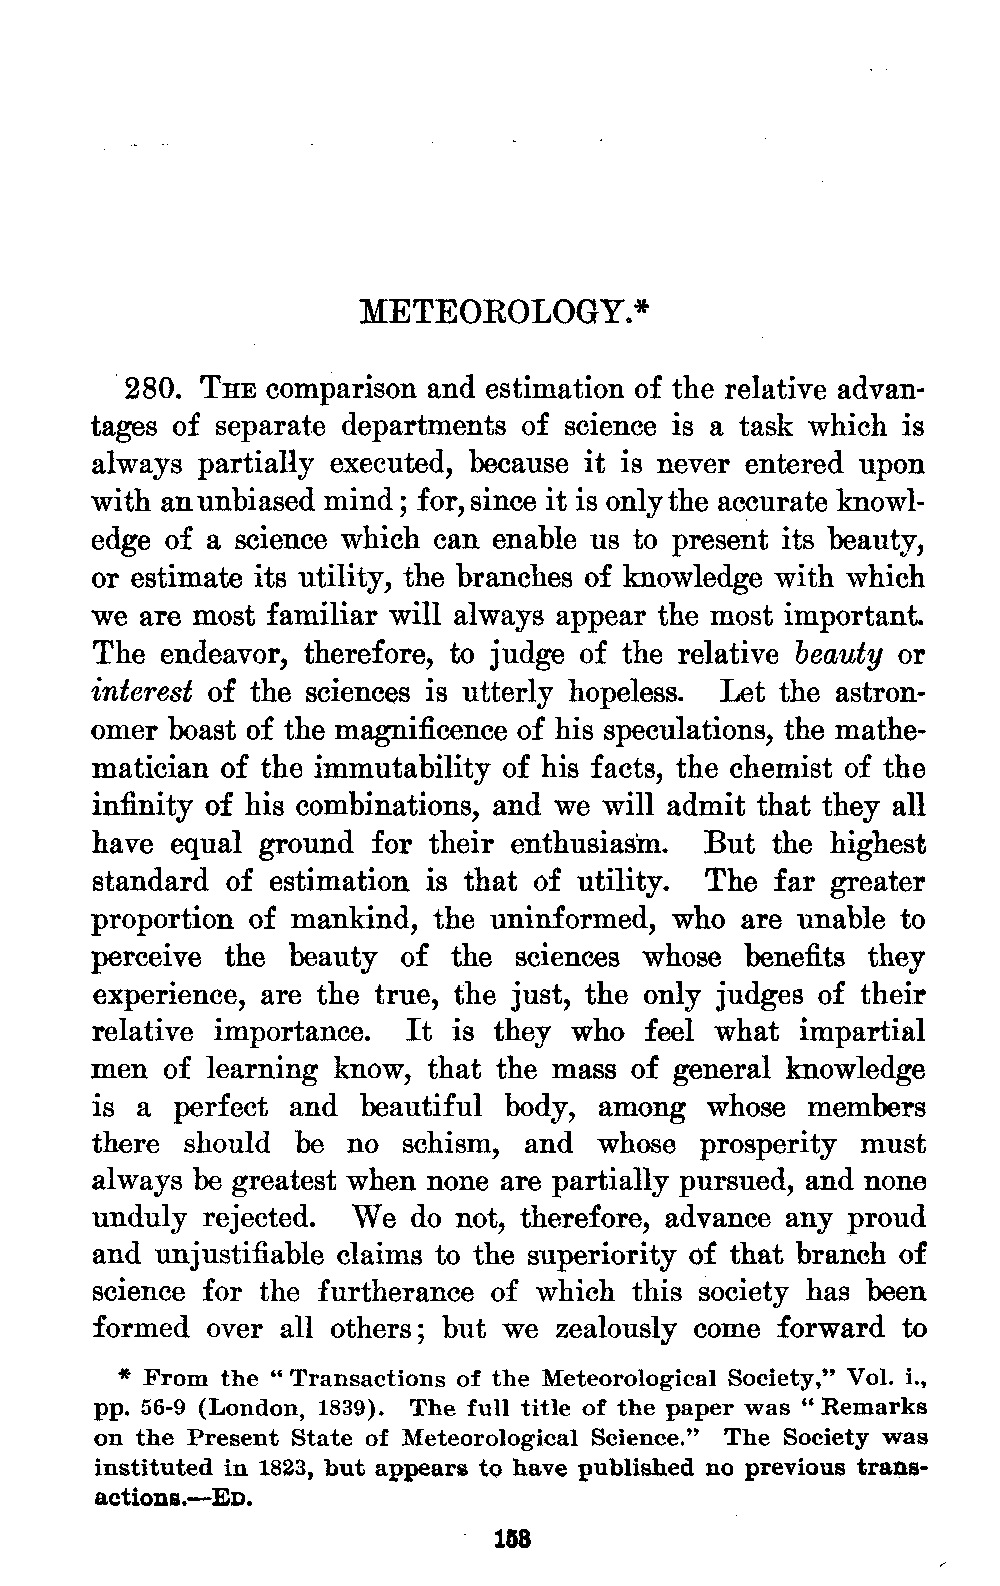 METEOROLOGY.*
280. THE comparison and estimation of the relative advan-
tages of separate departments of science is a task which is
always partially executed, because it is never entered upon
with an unbiased mind; for, since it is only the accurate knowl-
edge of a science which can enable us to present its beauty,
or estimate its utility, the branches of knowledge with which
we are most familiar will always appear the most important.
The endeavor, therefore, to judge of the relative beauty or
interest of the sciences is utterly hopeless. Let the astron-
omer boast of the magnificence of his speculations, the mathe-
matician of the immutability of his facts, the chemist of the
infinity of his combinations, and we will admit that they all
have equal ground for their enthusiasm. But the highest
standard of estimation is that of utility. The far greater
proportion of mankind, the uninformed, who are unable to
perceive the beauty of the sciences whose benefits they
experience, are the true, the just, the only judges of their
relative importance. It is they who feel what impartial
men of learning know, that the mass of general knowledge
is a perfect and beautiful body, among whose members
there should be no schism, and whose prosperity must
always be greatest when none are partially pursued, and none
unduly rejected. We do not, therefore, advance any proud
and unjustifiable claims to the superiority of that branch of
science for the furtherance of which this society has been
formed over all others; but we zealously come forward to
* From the "Transactions of the Meteorological Society," Vol. i.,
pp. 56-9 (London, 1839). The full title of the paper was "Remarks
on the Present State of Meteorological Science." The Society was
instituted in 1823, but appears to have published no previous trans-
actions.—ED.
158